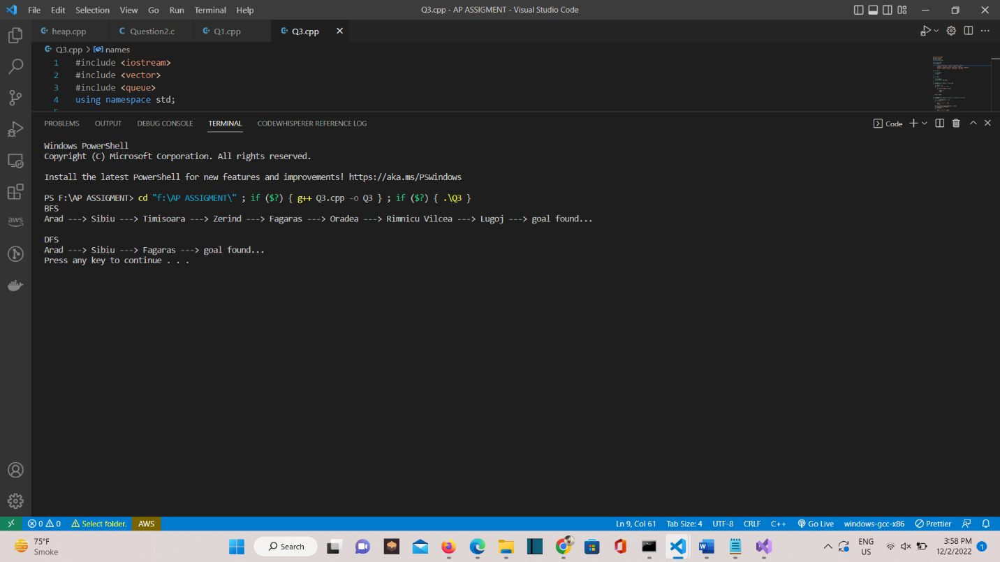 File Edit Selection View Go Run Terminal Help Q3.cpp - AP ASSIGMENT - Visual Studio Code
heap.cpp Question2.c Q1.cpp Q3.cpp
Q3.cpp > names
1 #include <iostream>
2 #include <vector>
3 #include <queue>
4 using namespace std;
PROBLEMS OUTPUT DEBUG CONSOLE TERMINAL CODEWHISPERER REFERENCE LOG Code
Windows PowerShell
Copyright (C) Microsoft Corporation. All rights reserved.
Install the latest PowerShell for new features and improvements! https://aka.ms/PSWindows
PS F:\AP ASSIGMENT> cd "f:\AP ASSIGMENT\" ; if ($?) { g++ Q3.cpp -o Q3 } ; if ($?) { .\Q3 }
BFS
Arad ---> Sibiu ---> Timisoara ---> Zerind ---> Fagaras ---> Oradea ---> Rimnicu Vilcea ---> Lugoj ---> goal found...
DFS
Arad ---> Sibiu ---> Fagaras ---> goal found...
Press any key to continue . . .
aws
0 0 Select folder. AWS Ln 9, Col 61 Tab Size: 4 UTF-8 CRLF C++ Go Live windows-gcc-x86 Prettier
75°F
Smoke
Search
ENG
US
3:58 PM
12/2/2022
1